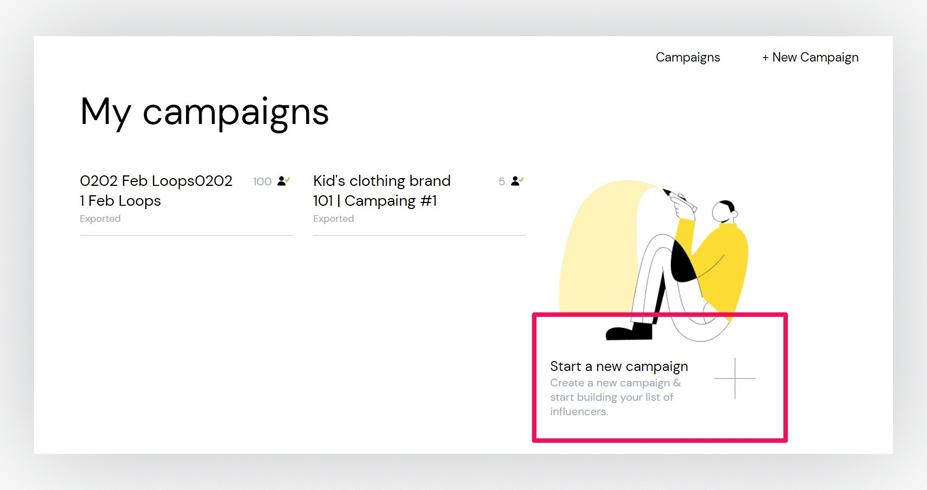 Campaigns + New Campaign
My campaigns
0202 Feb Loops0202 100
1 Feb Loops
Exported
Kid's clothing brand 5
101 | Campaing #1
Exported
Start a new campaign
Create a new campaign &
start building your list of
influencers.